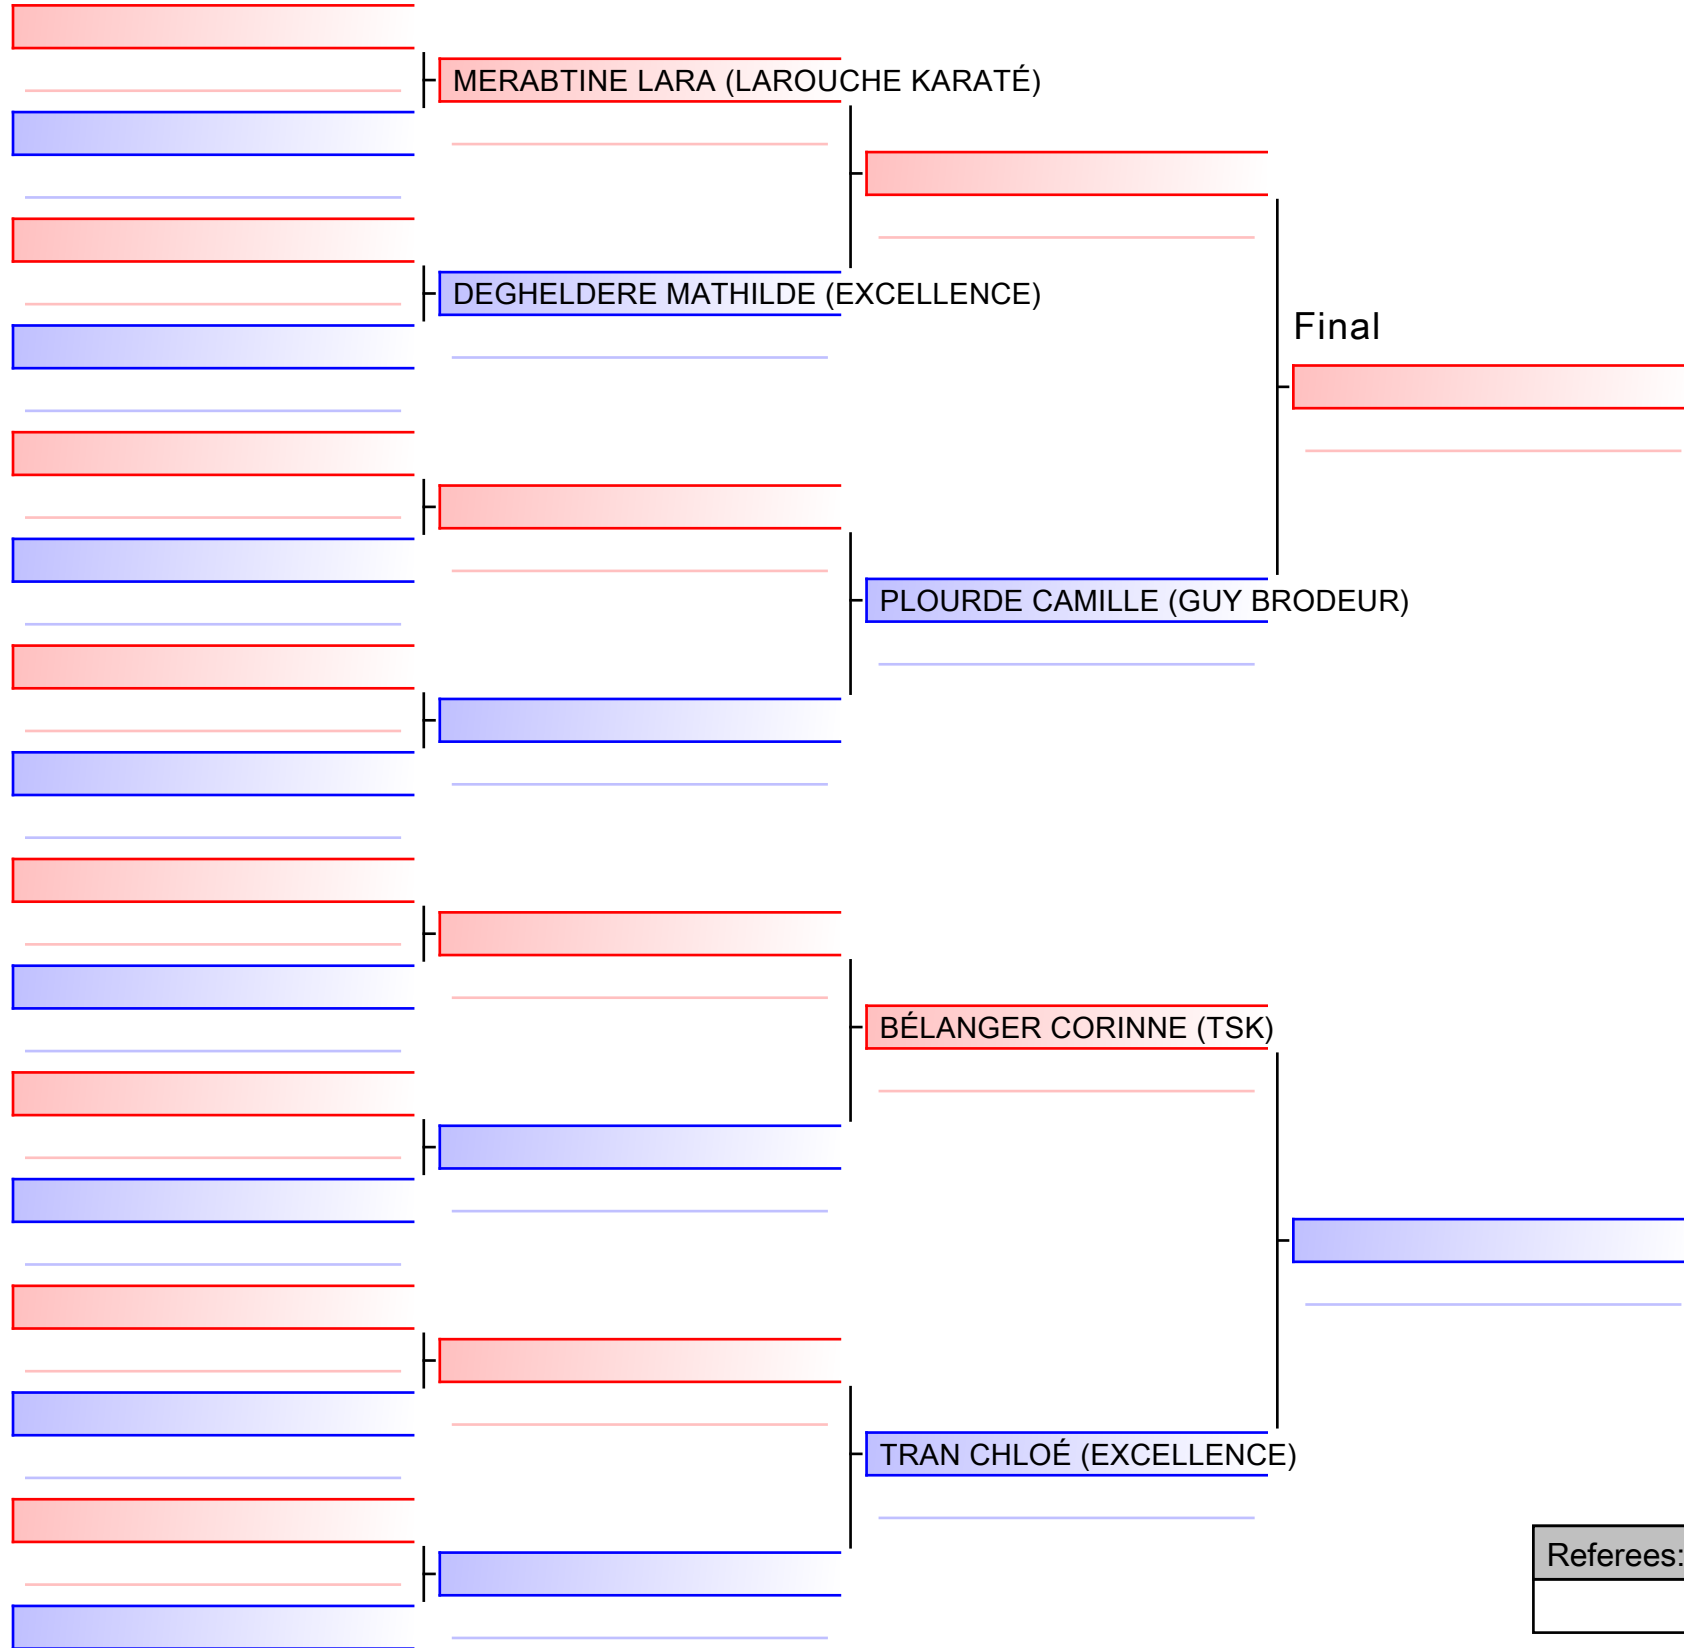 MERABTINE LARA (LAROUCHE KARATÉ)
DEGHELDERE MATHILDE (EXCELLENCE)
Final
PLOURDE CAMILLE (GUY BRODEUR)
BÉLANGER CORINNE (TSK)
TRAN CHLOÉ (EXCELLENCE)
Referees: